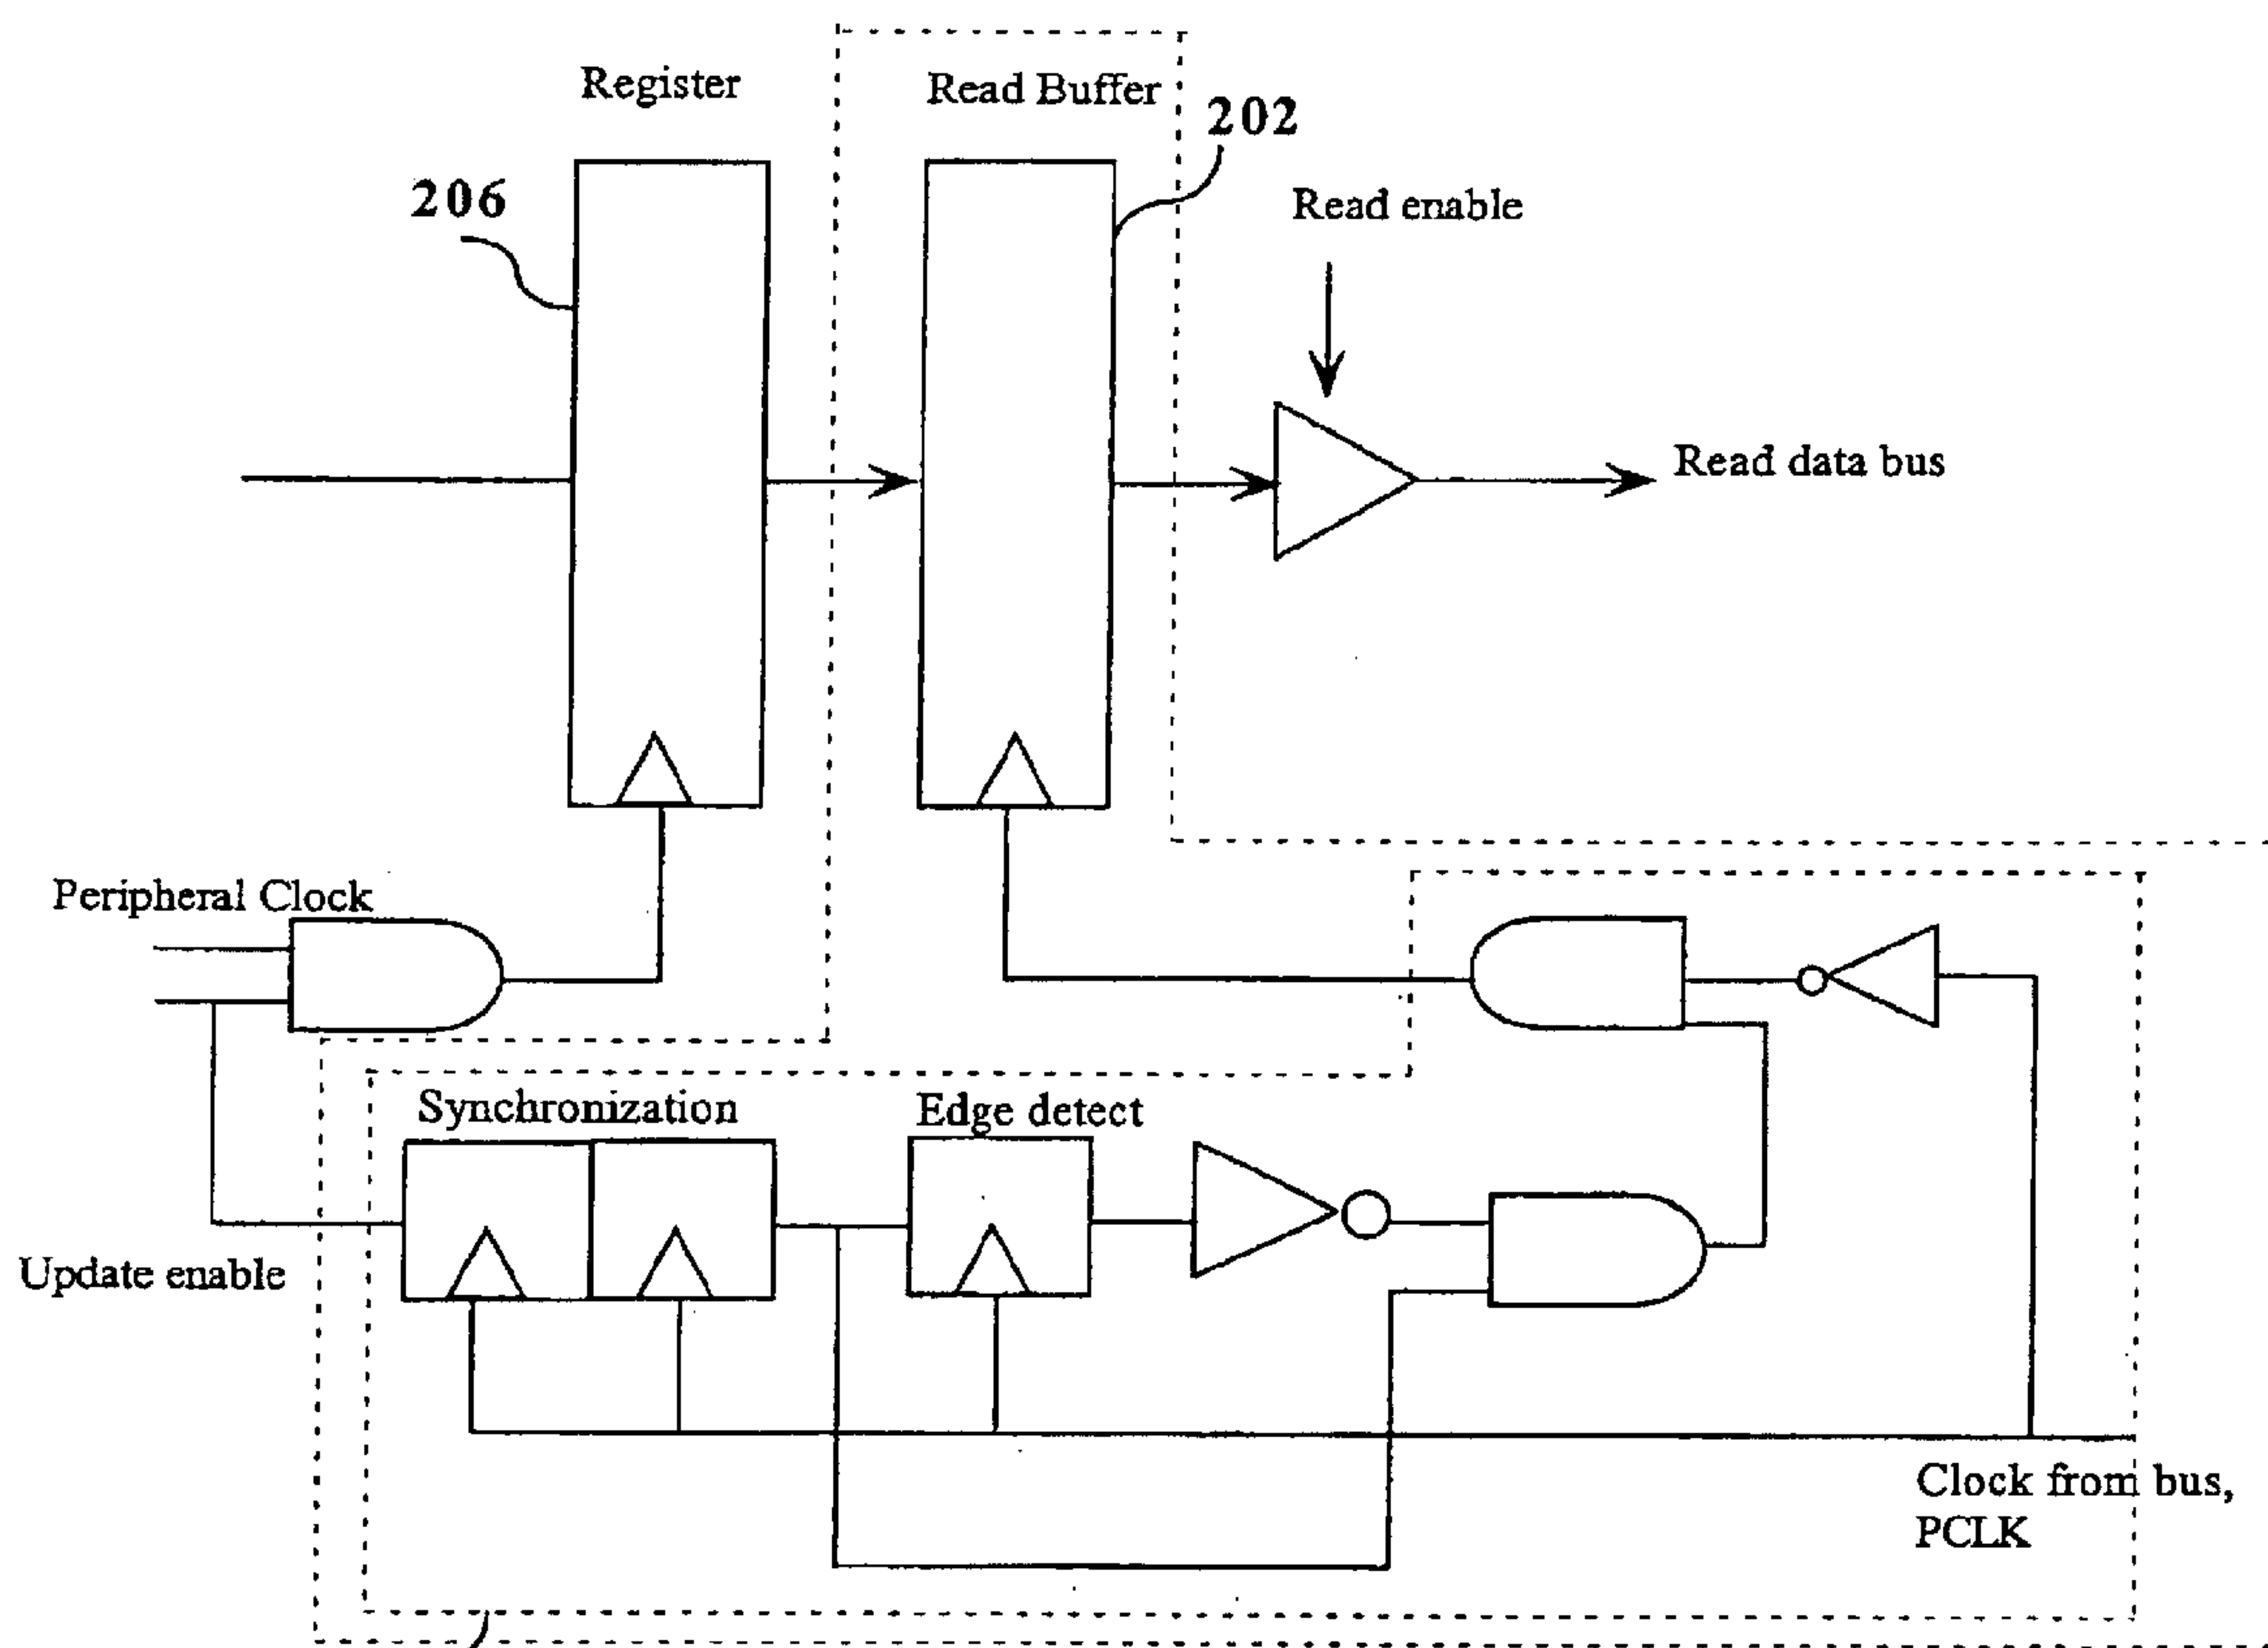 Register
Read Buffer
202
206
Read enable
Read data bus
Peripheral Clock
Synchronization
Edge detect
Update enable
Clock from bus,
PCLK